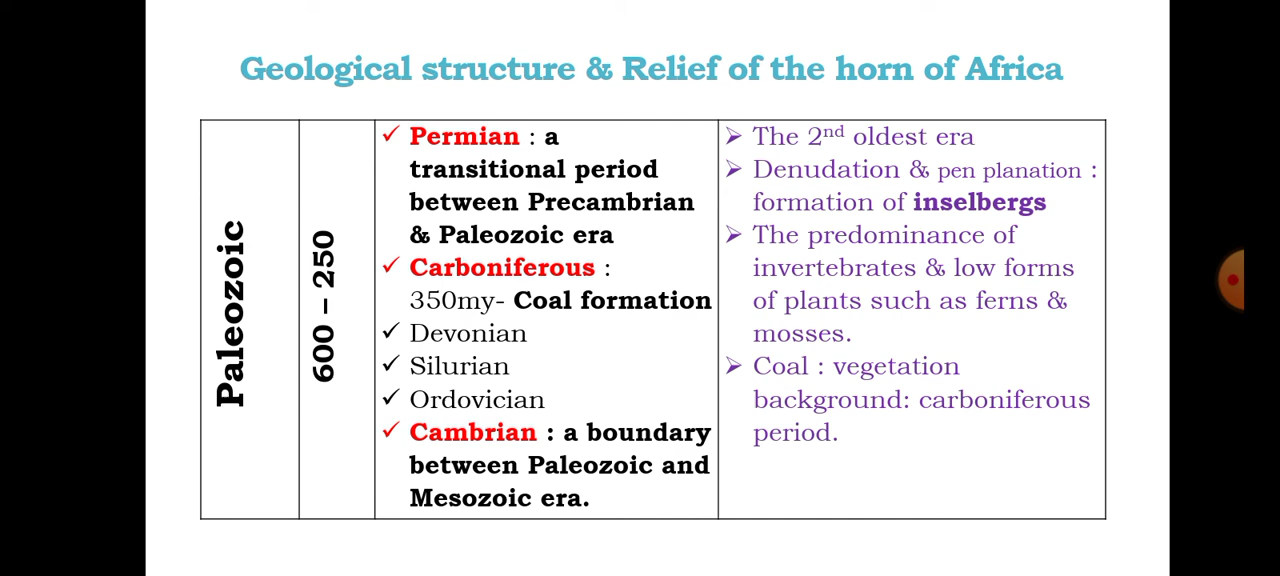 Geological structure & Relief of the horn of Africa
Paleozoic
600 – 250
✓ Permian : a
transitional period
between Precambrian
& Paleozoic era
✓ Carboniferous :
350my- Coal formation
✓ Devonian
✓ Silurian
✓ Ordovician
✓ Cambrian : a boundary
between Paleozoic and
Mesozoic era.
➢ The 2nd oldest era
➢ Denudation & pen planation :
formation of inselbergs
➢ The predominance of
invertebrates & low forms
of plants such as ferns &
mosses.
➢ Coal : vegetation
background: carboniferous
period.